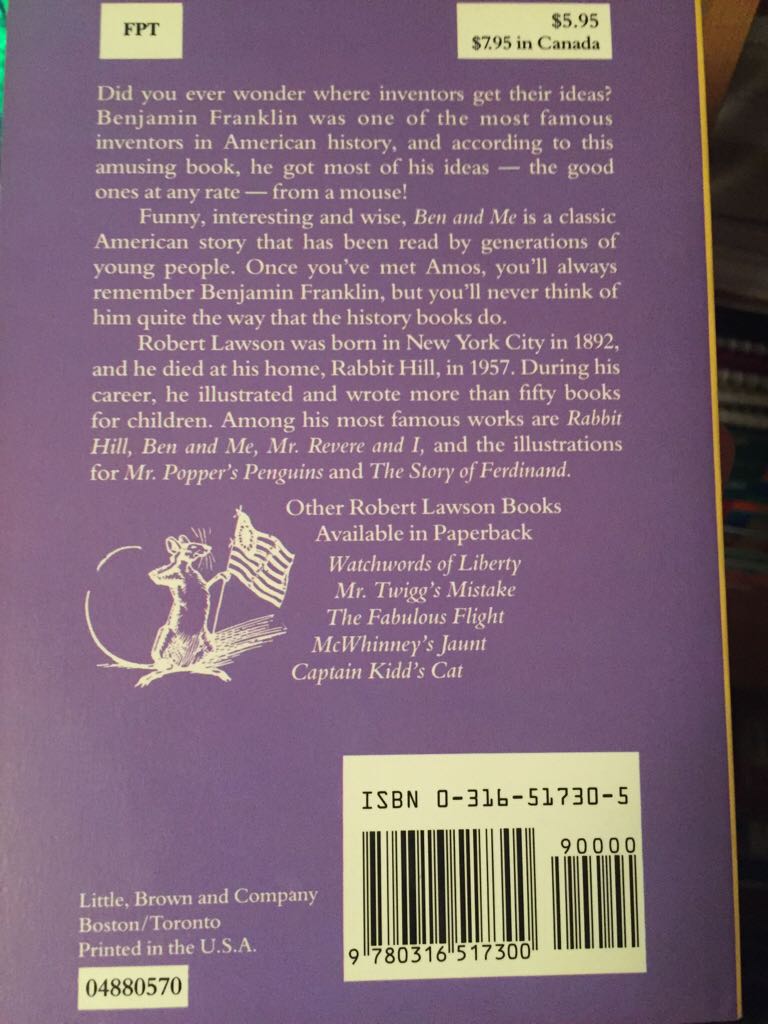 FPT
$5.95
$7.95 in Canada
Did you ever wonder where inventors get their ideas?
Benjamin Franklin was one of the most famous
inventors in American history, and according to this
amusing book, he got most of his ideas — the good
ones at any rate — from a mouse!
Funny, interesting and wise, Ben and Me is a classic
American story that has been read by generations of
young people. Once you've met Amos, you'll always
remember Benjamin Franklin, but you'll never think of
him quite the way that the history books do.
Robert Lawson was born in New York City in 1892,
and he died at his home, Rabbit Hill, in 1957. During his
career, he illustrated and wrote more than fifty books
for children. Among his most famous works are Rabbit
Hill, Ben and Me, Mr. Revere and I, and the illustrations
for Mr. Popper's Penguins and The Story of Ferdinand.
Other Robert Lawson Books
Available in Paperback
Watchwords of Liberty
Mr. Twigg's Mistake
The Fabulous Flight
McWhinney's Jaunt
Captain Kidd's Cat
ISBN 0-316-51730-5
90000
9 780316 517300
Little, Brown and Company
Boston/Toronto
Printed in the U.S.A.
04880570